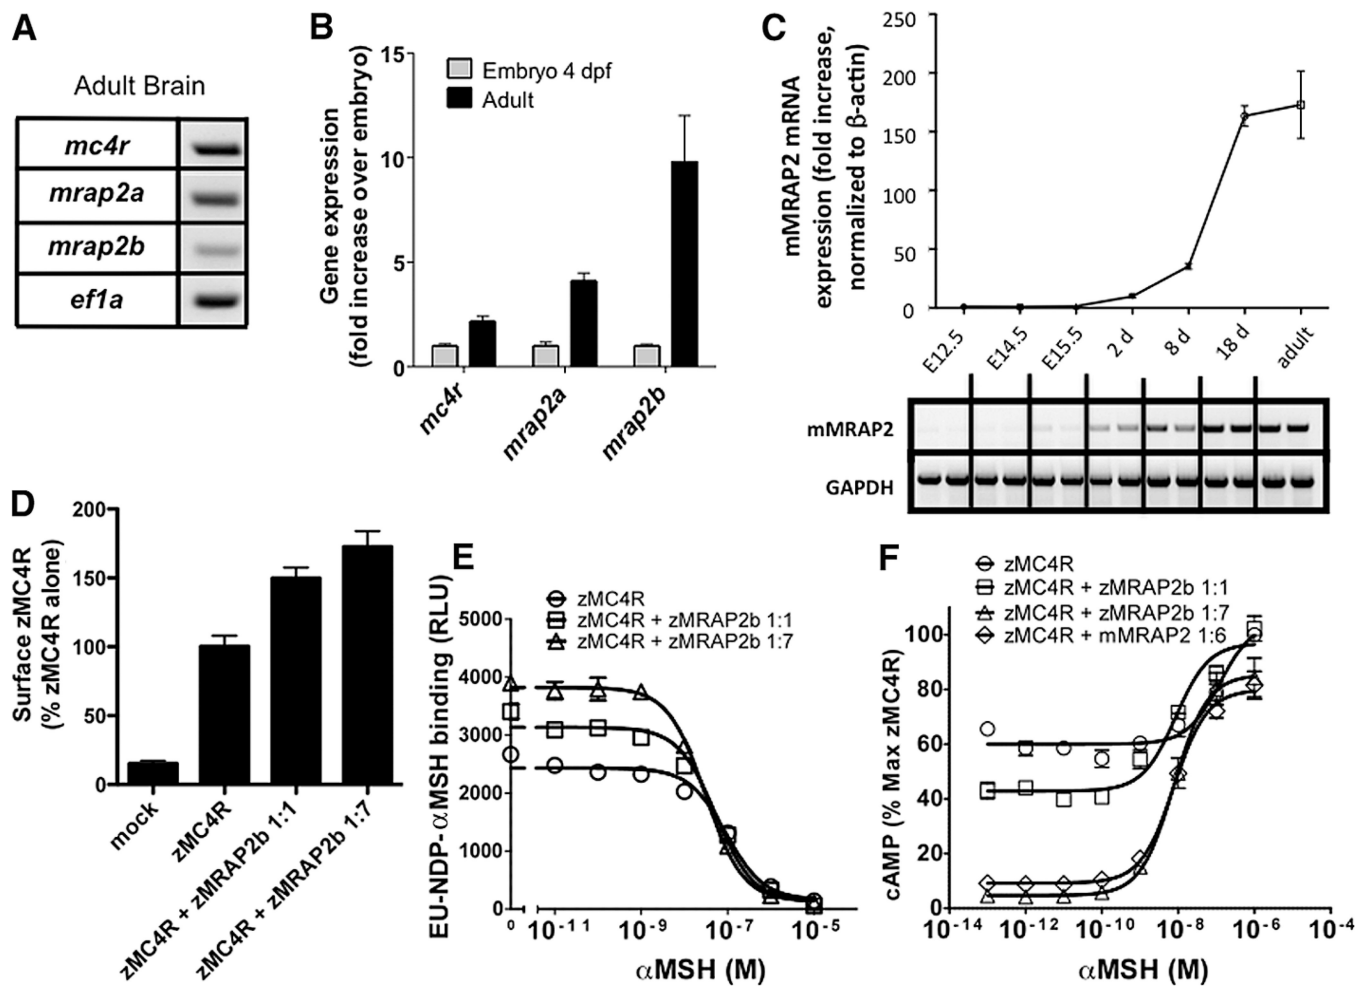 A
Adult Brain
mc4r
mrap2a
mrap2b
ef1a
B
Gene expression
(fold increase over embryo)
15
10
5
0
Embryo 4 dpf
Adult
mc4r
mrap2a
mrap2b
C
mMRAP2 mRNA
expression (fold increase,
normalized to β-actin)
250
200
150
100
50
0
E12.5
E14.5
E15.5
2 d
8 d
18 d
adult
mMRAP2
GAPDH
D
Surface zMC4R
(% zMC4R alone)
200
150
100
50
0
mock
zMC4R
zMC4R + zMRAP2b 1:1
zMC4R + zMRAP2b 1:7
E
zMC4R
zMC4R + zMRAP2b 1:1
zMC4R + zMRAP2b 1:7
EU-NDP-αMSH binding (RLU)
5000
4000
3000
2000
1000
0
0
10-11
10-9
10-7
10-5
αMSH (M)
F
zMC4R
zMC4R + zMRAP2b 1:1
zMC4R + zMRAP2b 1:7
zMC4R + mMRAP2 1:6
cAMP (% Max zMC4R)
100
80
60
40
20
0
10-14
10-12
10-10
10-8
10-6
10-4
αMSH (M)